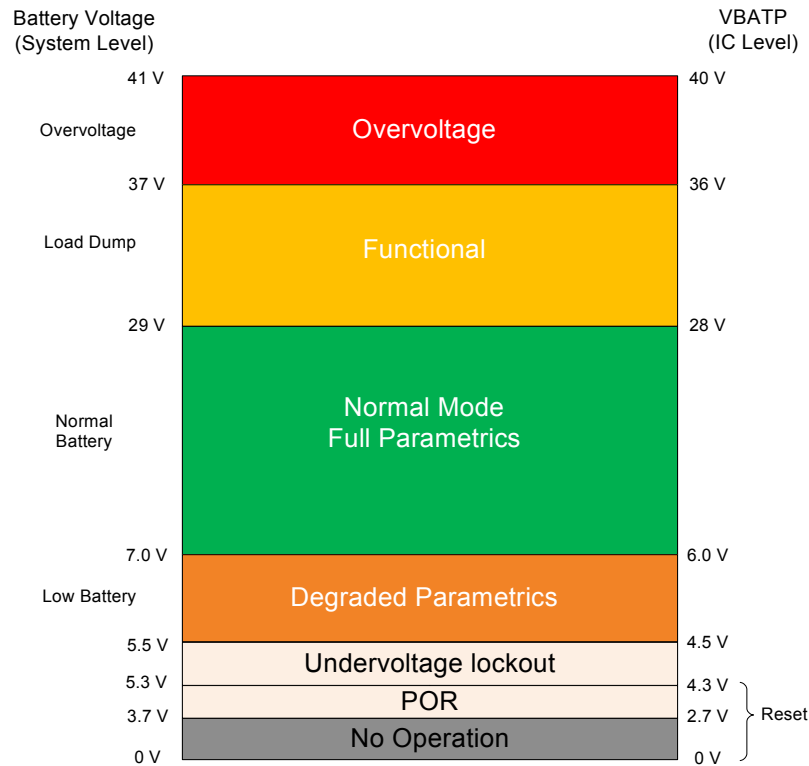 Battery Voltage
(System Level)
VBATP
(IC Level)
41 V
40 V
Overvoltage
Overvoltage
37 V
36 V
Load Dump
Functional
29 V
28 V
Normal
Battery
Normal Mode
Full Parametrics
7.0 V
6.0 V
Low Battery
Degraded Parametrics
5.5 V
4.5 V
Undervoltage lockout
5.3 V
4.3 V
POR
Reset
3.7 V
2.7 V
No Operation
0 V
0 V